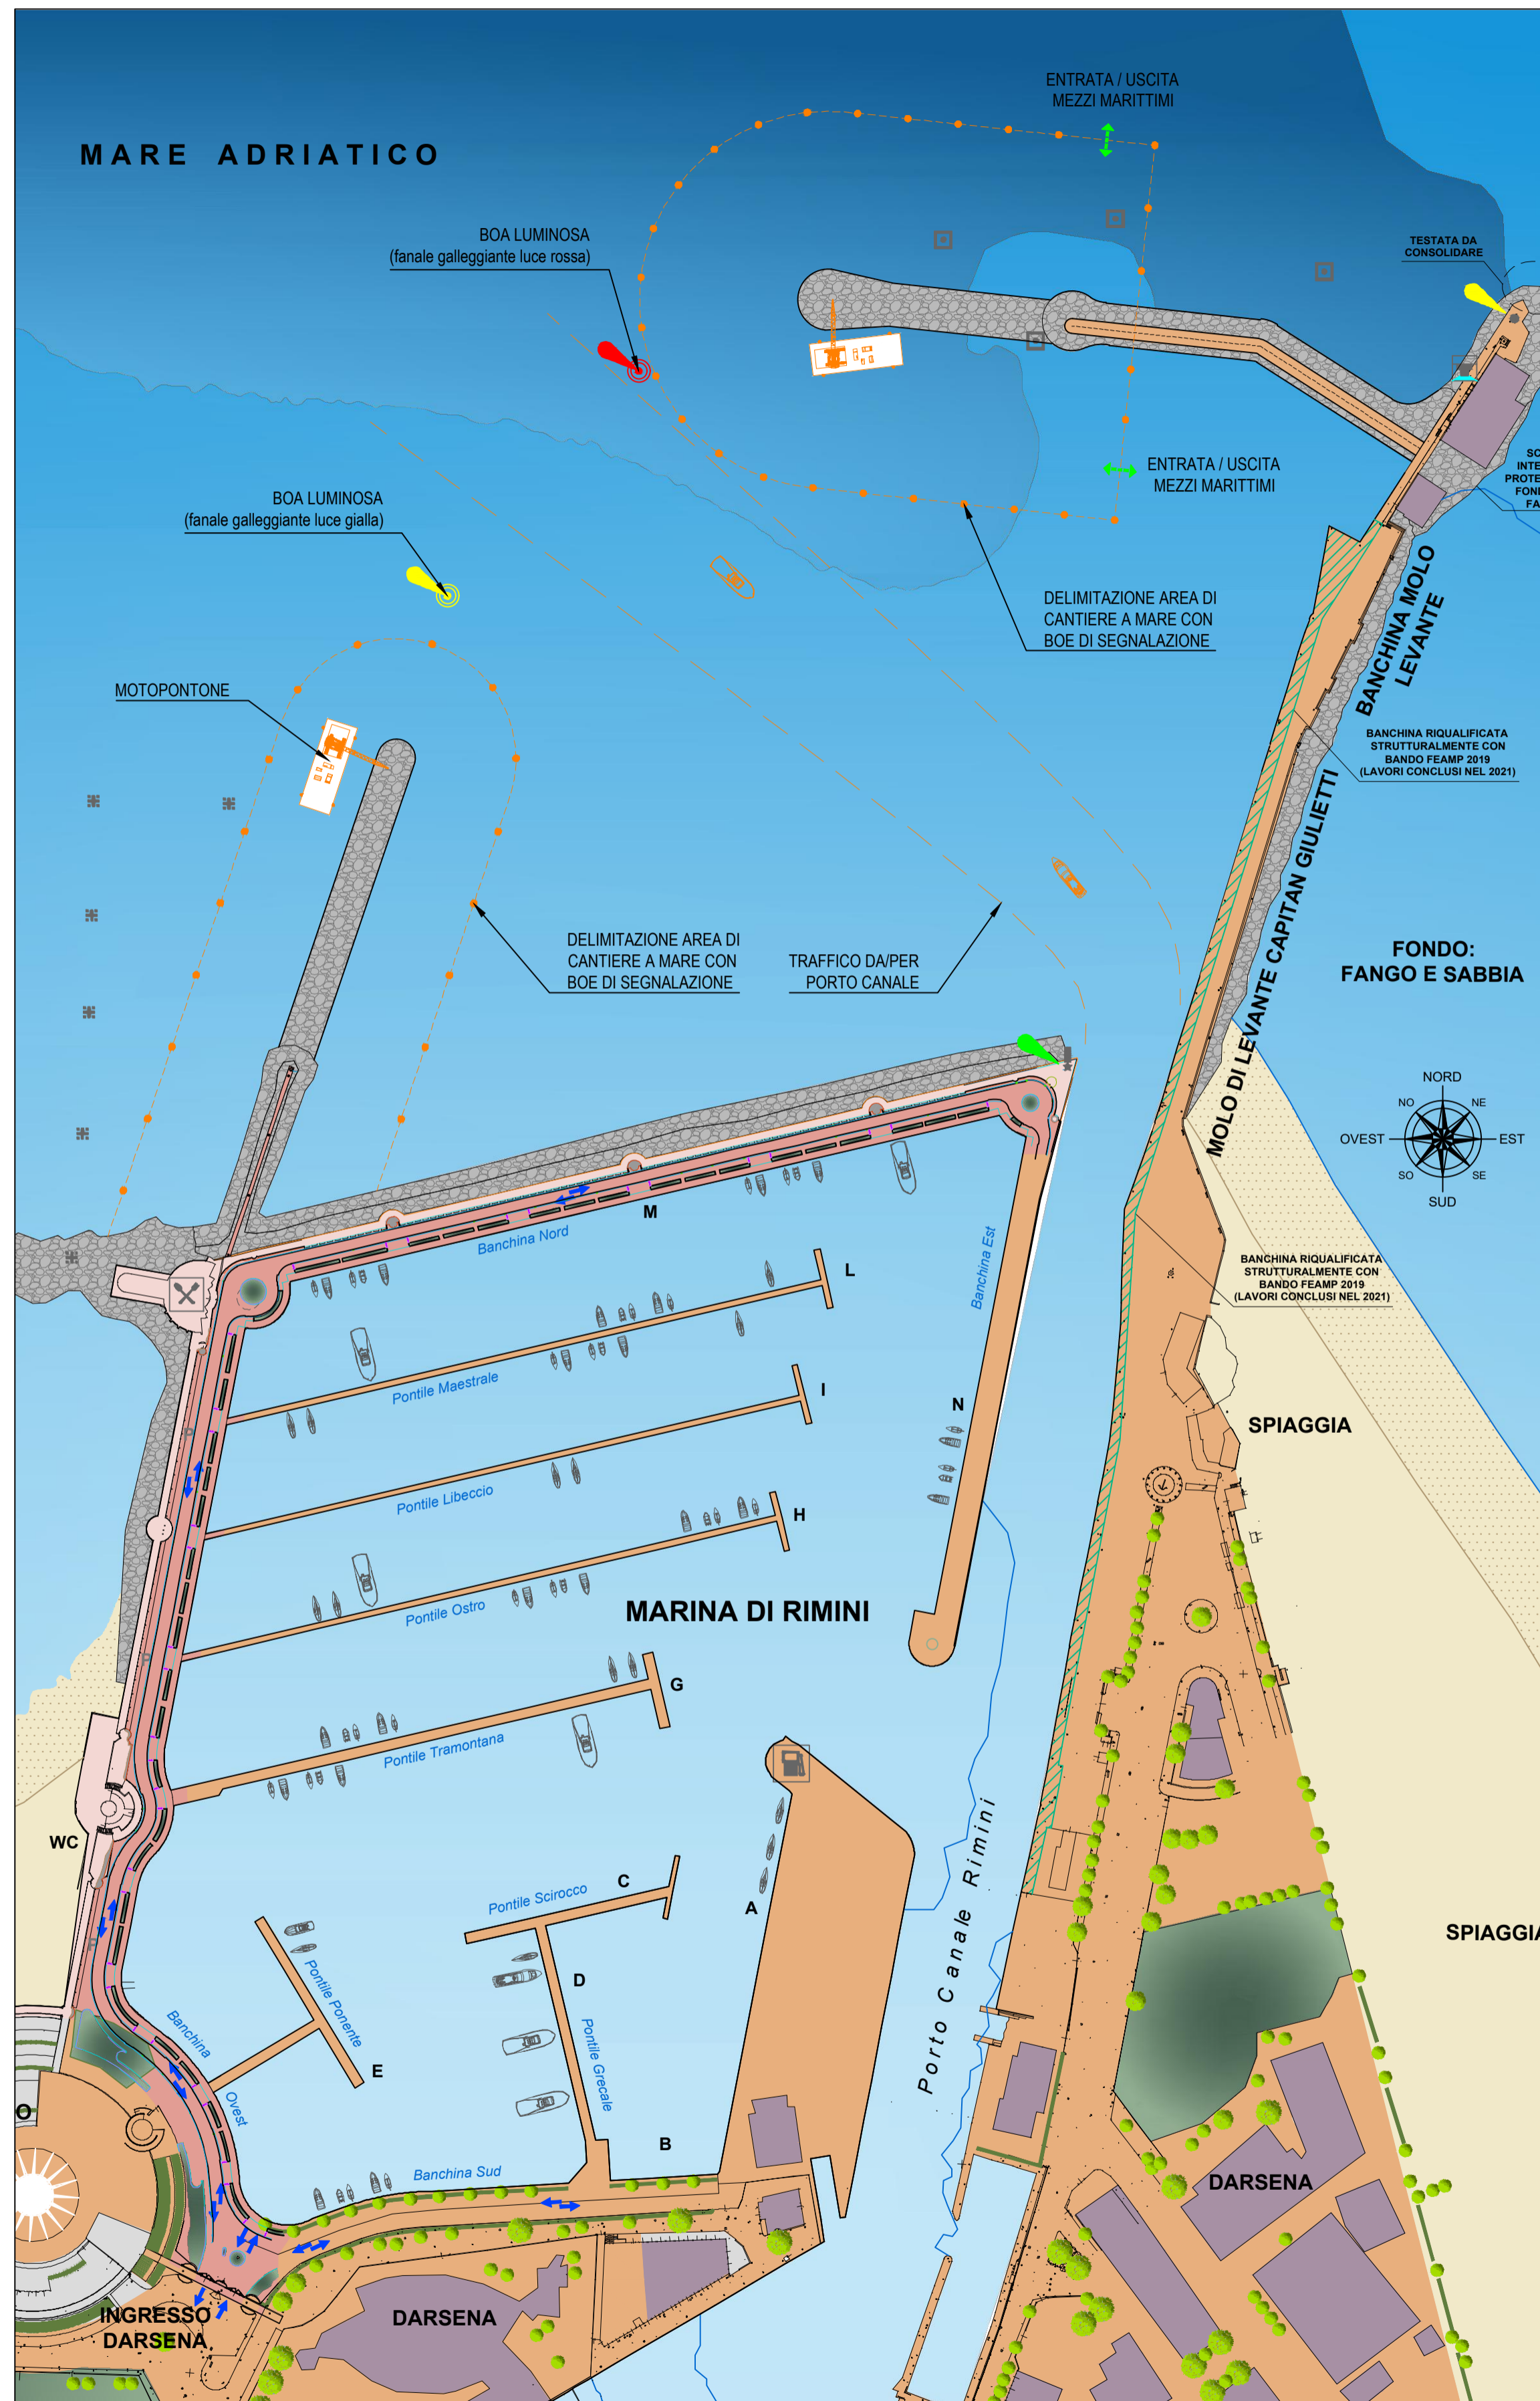 ENTRATA / USCITA
MEZZI MARITTIMI
MARE ADRIATICO
BOA LUMINOSA
(fanale galleggiante luce rossa)
TESTATA DA
CONSOLIDARE
ENTRATA / USCITA
MEZZI MARITTIMI
BOA LUMINOSA
(fanale galleggiante luce gialla)
DELIMITAZIONE AREA DI
CANTIERE A MARE CON
BOE DI SEGNALAZIONE
BANCHINA MOLO
LEVANTE
MOTOPONTONE
BANCHINA RIQUALIFICATA
STRUTTURALMENTE CON
BANDO FEAMP 2019
(LAVORI CONCLUSI NEL 2021)
MOLO DI LEVANTE CAPITAN GIULIETTI
DELIMITAZIONE AREA DI
CANTIERE A MARE CON
BOE DI SEGNALAZIONE
TRAFFICO DA/PER
PORTO CANALE
FONDO:
FANGO E SABBIA
NORD
NO
NE
OVEST
EST
SO
SE
SUD
M
Banchina Nord
Banchina Est
BANCHINA RIQUALIFICATA
STRUTTURALMENTE CON
BANDO FEAMP 2019
(LAVORI CONCLUSI NEL 2021)
L
Pontile Maestrale
I
N
SPIAGGIA
Pontile Libeccio
H
Pontile Ostro
MARINA DI RIMINI
G
Pontile Tramontana
WC
Porto Canale Rimini
C
Pontile Scirocco
A
SPIAGGIA
D
Pontile Ponente
Banchina
Ovest
E
Pontile Grecale
B
Banchina Sud
DARSENA
INGRESSO
DARSENA
DARSENA